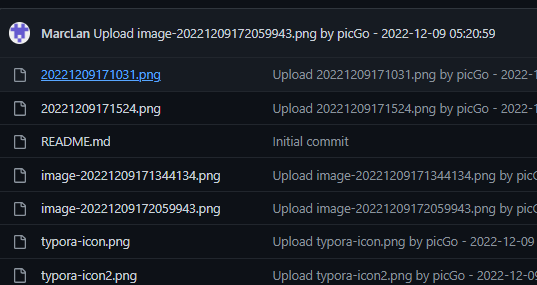 MarcLan Upload image-20221209172059943.png by picGo - 2022-12-09 05:20:59
20221209171031.png Upload 20221209171031.png by picGo - 2022-1
20221209171524.png Upload 20221209171524.png by picGo - 2022-1
README.md Initial commit
image-20221209171344134.png Upload image-20221209171344134.png by picG
image-20221209172059943.png Upload image-20221209172059943.png by picG
typora-icon.png Upload typora-icon.png by picGo - 2022-12-09
typora-icon2.png Upload typora-icon2.png by picGo - 2022-12-0